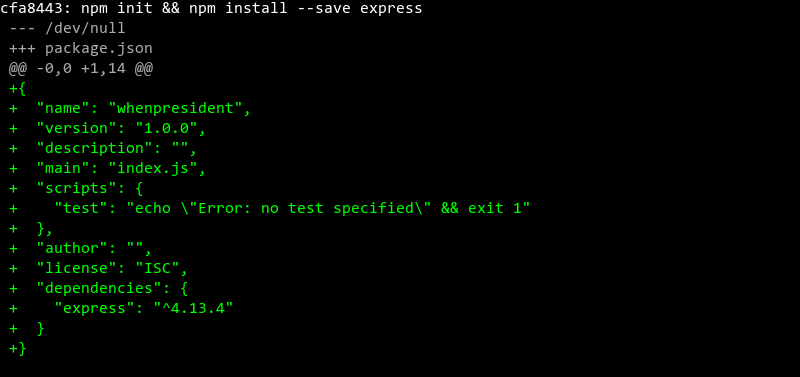 cfa8443: npm init && npm install --save express
--- /dev/null
+++ package.json
@@ -0,0 +1,14 @@
+{
+  "name": "whenpresident",
+  "version": "1.0.0",
+  "description": "",
+  "main": "index.js",
+  "scripts": {
+    "test": "echo \"Error: no test specified\" && exit 1"
+  },
+  "author": "",
+  "license": "ISC",
+  "dependencies": {
+    "express": "^4.13.4"
+  }
+}